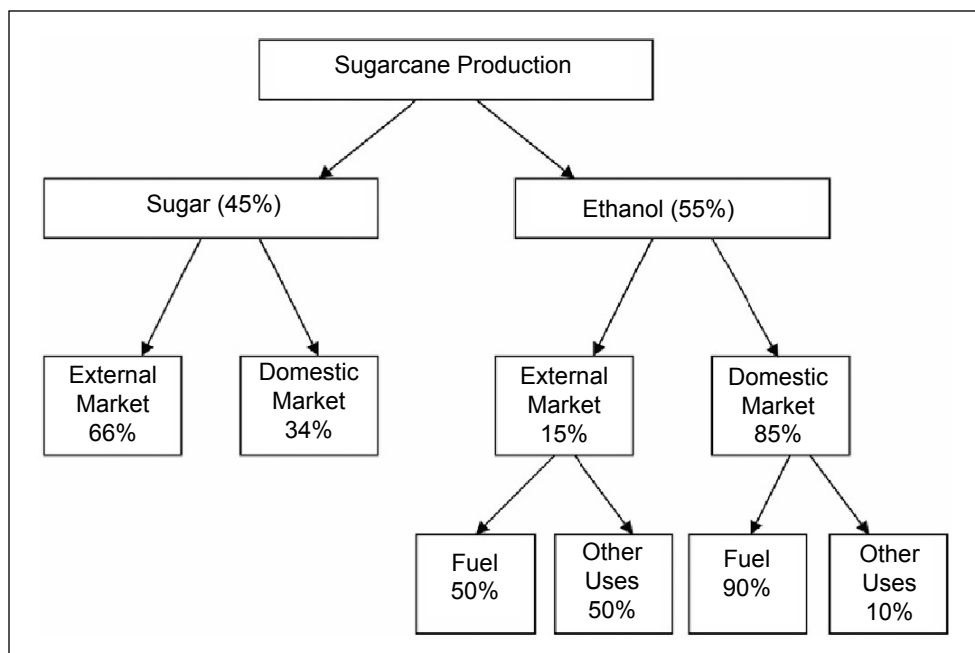 Sugarcane Production
Sugar (45%)
Ethanol (55%)
External
Market
66%
Domestic
Market
34%
External
Market
15%
Domestic
Market
85%
Fuel
50%
Other
Uses
50%
Fuel
90%
Other
Uses
10%